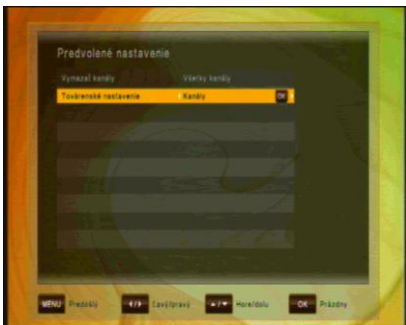 Predvolené nastavenie
Vymazať kanály Všetky kanály
Továrenské nastavenie Kanály OK
MENU Predošlý Ľavý/pravý Hore/dolu OK Prázdny